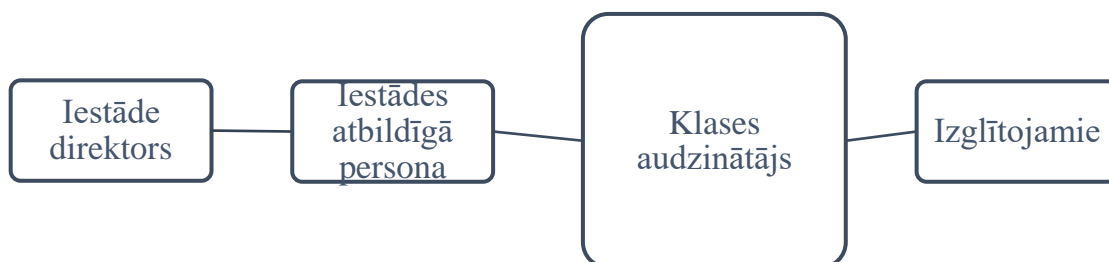 Iestāde
direktors
Iestādes
atbildīgā
persona
Klases
audzinātājs
Izglītojamie